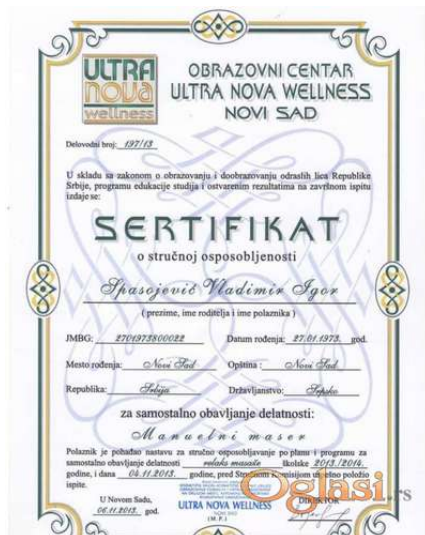 ULTRA
NOVA
wellness
OBRAZOVNI CENTAR
ULTRA NOVA WELLNESS
NOVI SAD
Delovodni broj: 197/13
U skladu sa zakonom o obrazovanju i doobrazovanju odraslih lica Republike
Srbije, programu edukacije studija i ostvarenim rezultatima na završnom ispitu
izdaje se:
SERTIFIKAT
o stručnoj osposobljenosti
Spasojević Vladimir Igor
( prezime, ime roditelja i ime polaznika )
JMBG: 2701973800022 Datum rođenja: 27.01.1973. god.
Mesto rođenja: Novi Sad Opština : Novi Sad
Republika: Srbija Državljanstvo: Srpsko
za samostalno obavljanje delatnosti:
Manuelni maser
Polaznik je pohađao nastavu za stručno osposobljavanje po planu i programu za
samostalno obavljanje delatnosti relaks masaže školske 2013./2014.
godine, i dana 04.11.2013. godine, pred Stručnom komisijom uspešno položio
ispite.
U Novom Sadu,
06.11.2013. god.
ULTRA NOVA WELLNESS
NOVI SAD
(M.P.)
DIREKTOR
Oglasi.rs